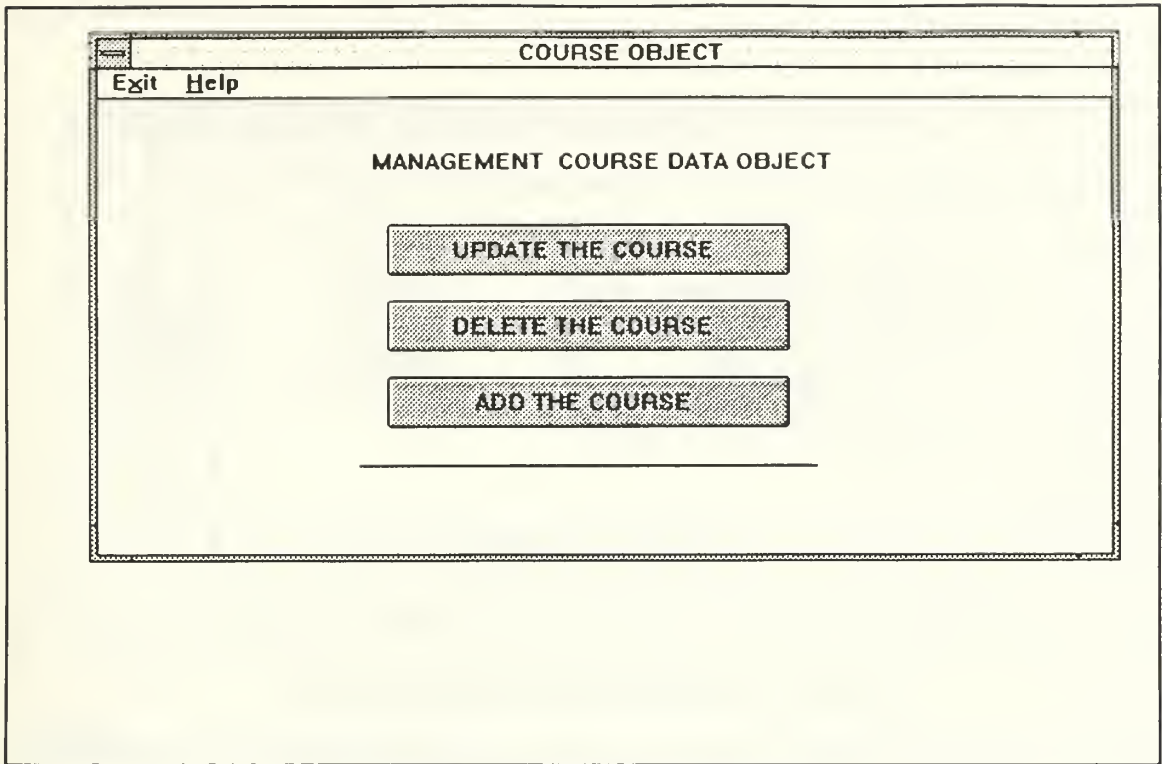 COURSE OBJECT
Exit Help
MANAGEMENT COURSE DATA OBJECT
UPDATE THE COURSE
DELETE THE COURSE
ADD THE COURSE